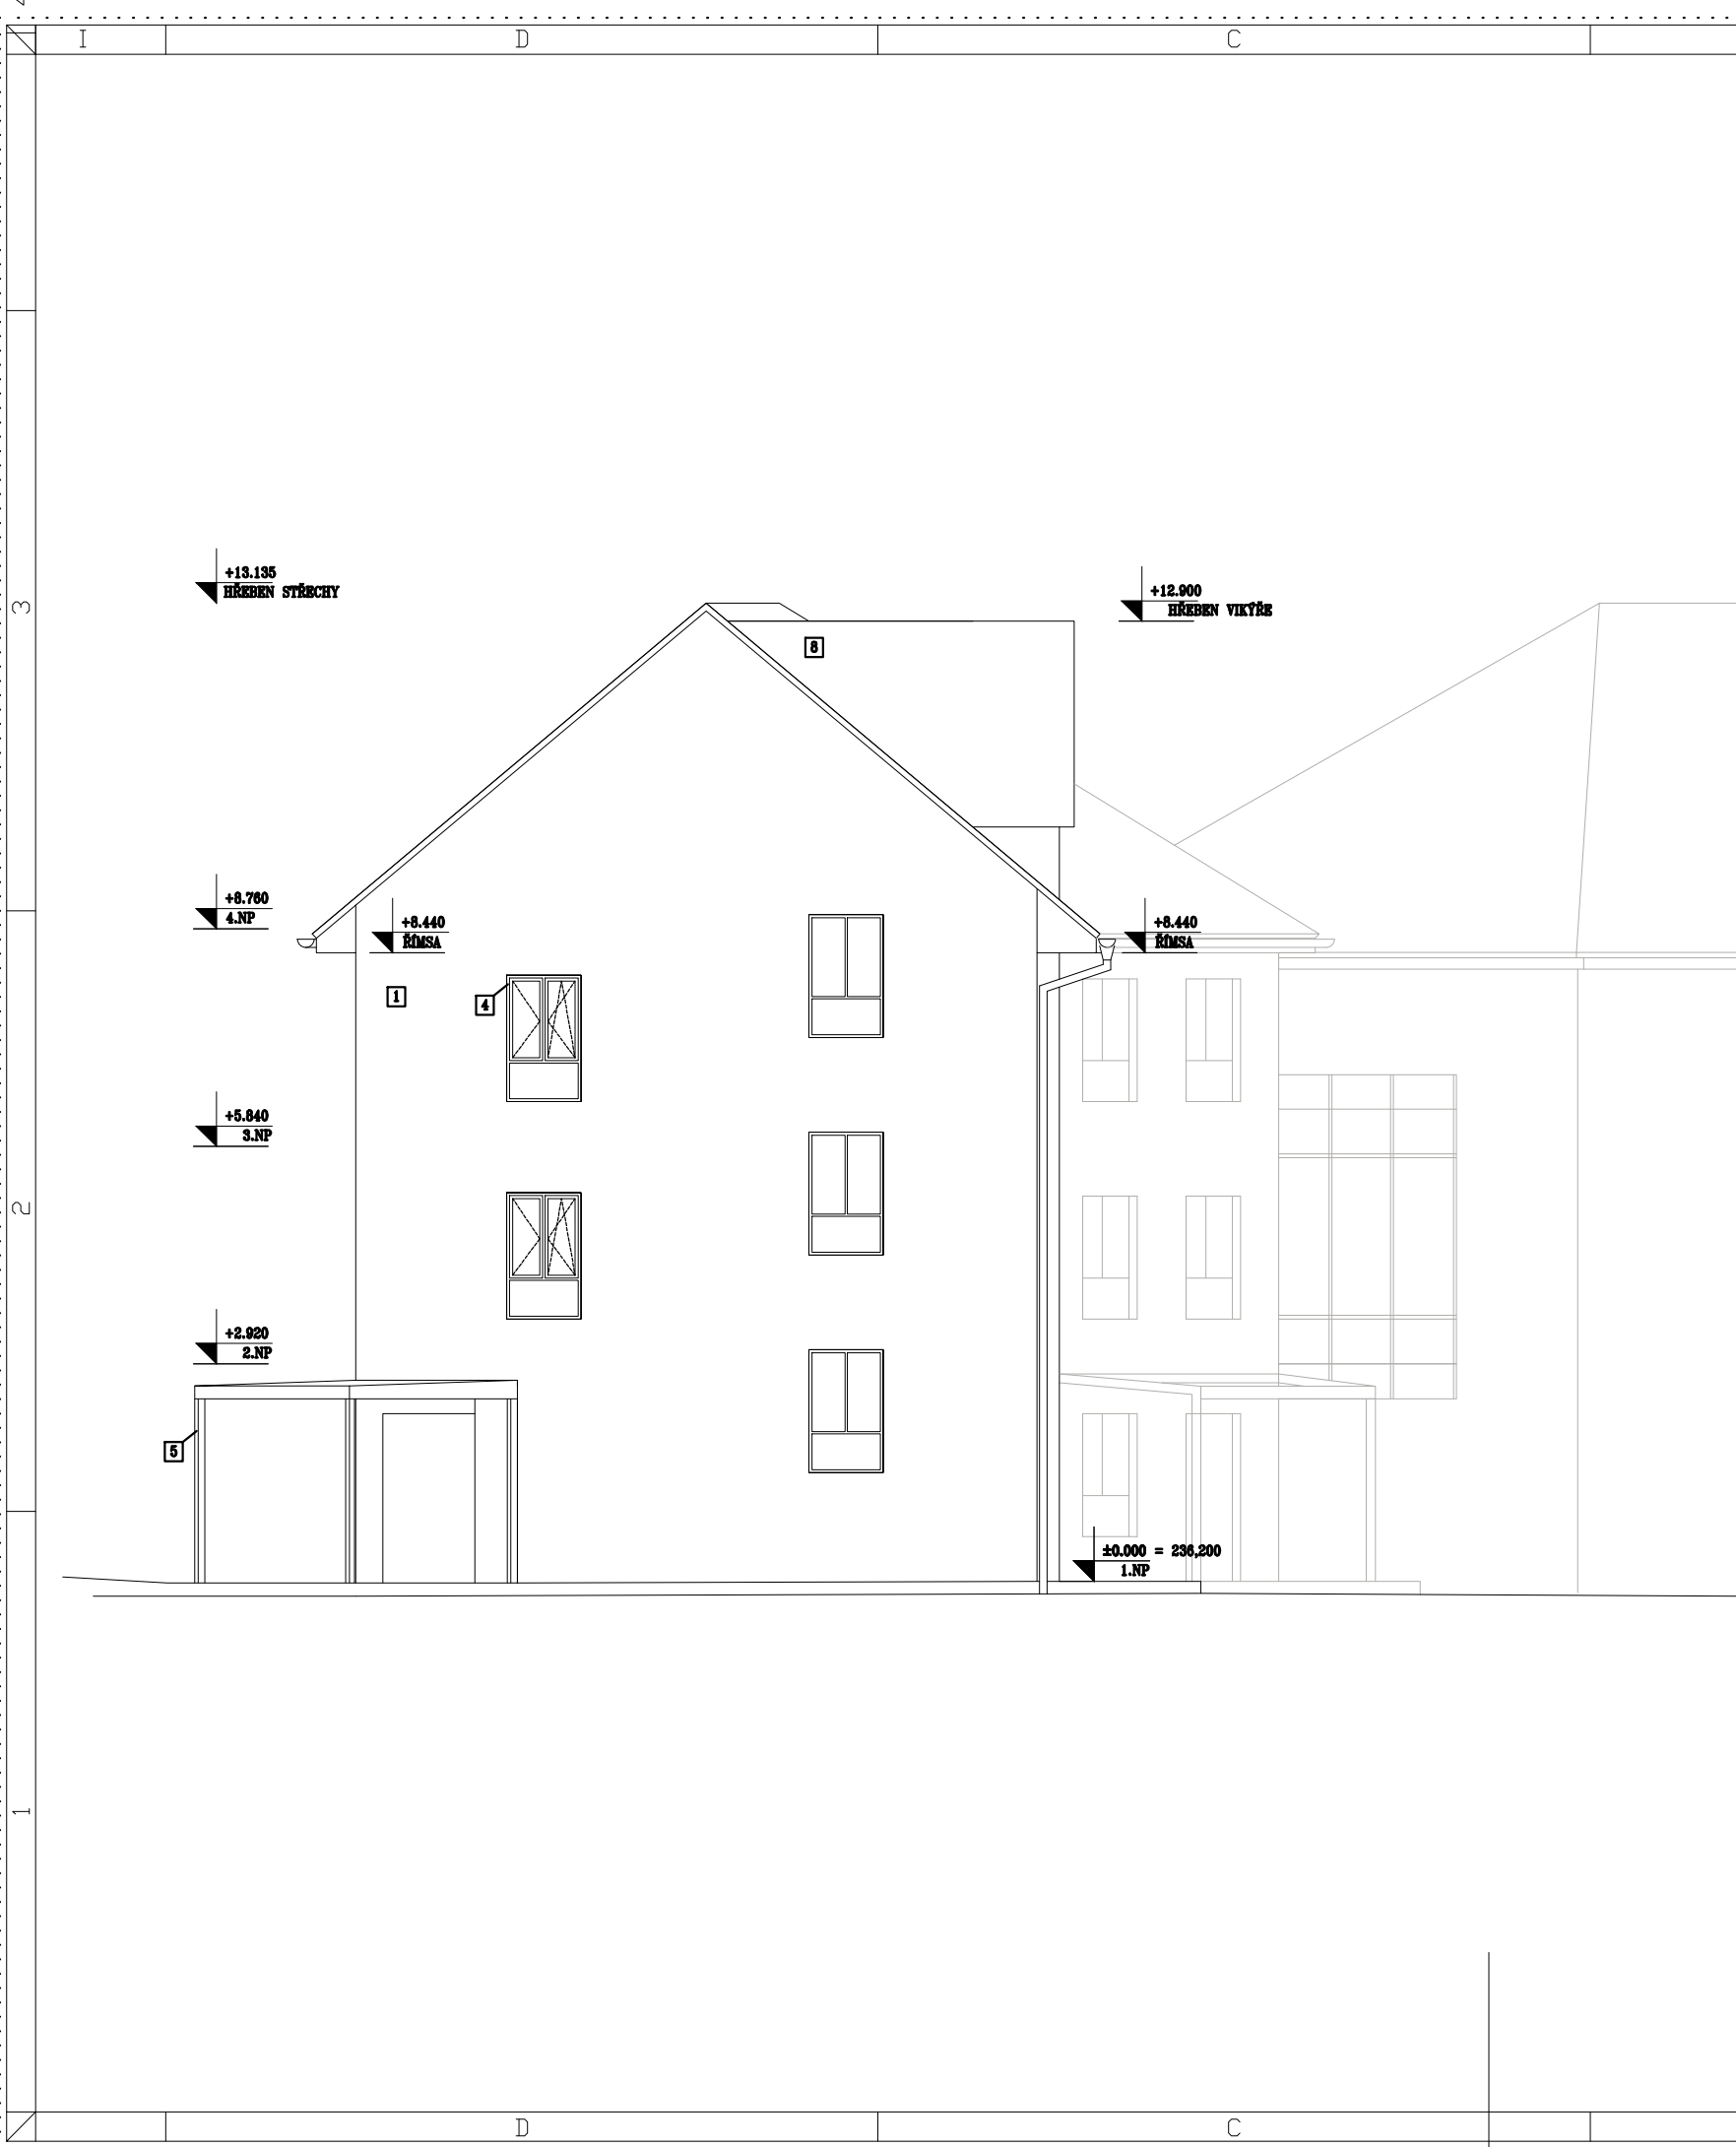 I D C
3
+13.135
HŘEBEN STŘECHY
+12.900
HŘEBEN VIKÝŘE
8
+8.760
4.NP
+8.440
ŘÍMSA
+8.440
ŘÍMSA
1
4
+5.840
3.NP
2
+2.920
2.NP
5
±0.000 = 236,200
1.NP
1
D C